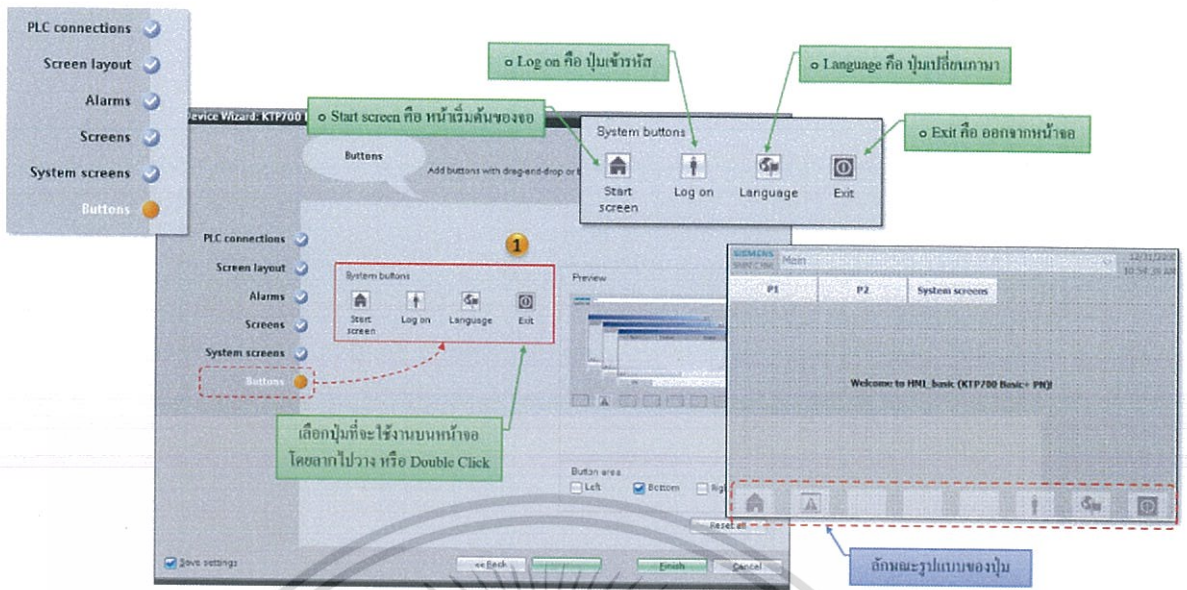 PLC connections
Screen layout
Alarms
Screens
System screens
Buttons
o Log on คือ ปุ่มเข้ารหัส
o Language คือ ปุ่มเปลี่ยนภาษา
o Start screen คือ หน้าเริ่มต้นของจอ
o Exit คือ ออกจากหน้าจอ
System buttons
Start screen
Log on
Language
Exit
Device Wizard: KTP700
Buttons
Add buttons with drag-and-drop or
PLC connections
Screen layout
Alarms
Screens
System screens
Buttons
1
System buttons
Start screen
Log on
Language
Exit
Preview
เลือกปุ่มที่จะใช้งานบนหน้าจอ
โดยลากไปวาง หรือ Double Click
Button area
Left
Bottom
Reset all
Save settings
<< Back
Finish
Cancel
SIEMENS
Main
P1
P2
System screens
Welcome to HMI_basic (KTP700 Basic+ PN)!
ลักษณะรูปแบบของปุ่ม